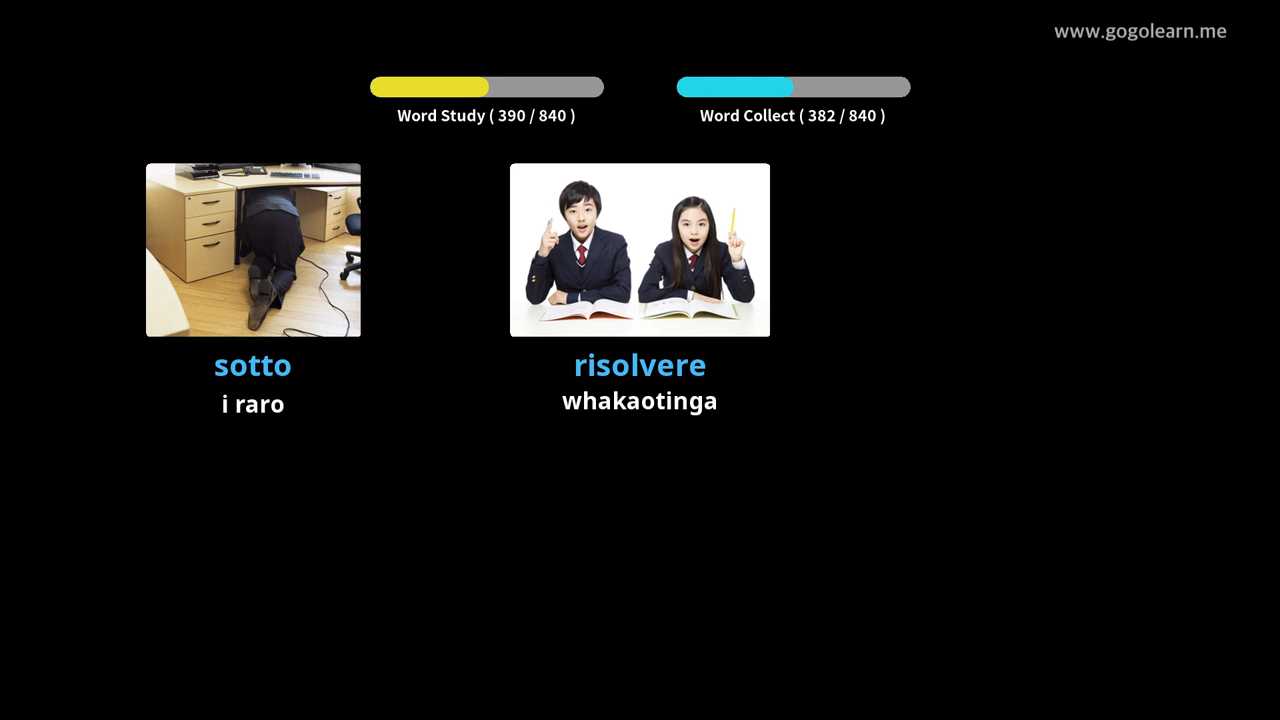 www.gogolearn.me
Word Study ( 390 / 840 )
Word Collect ( 382 / 840 )
sotto
i raro
risolvere
whakaotinga